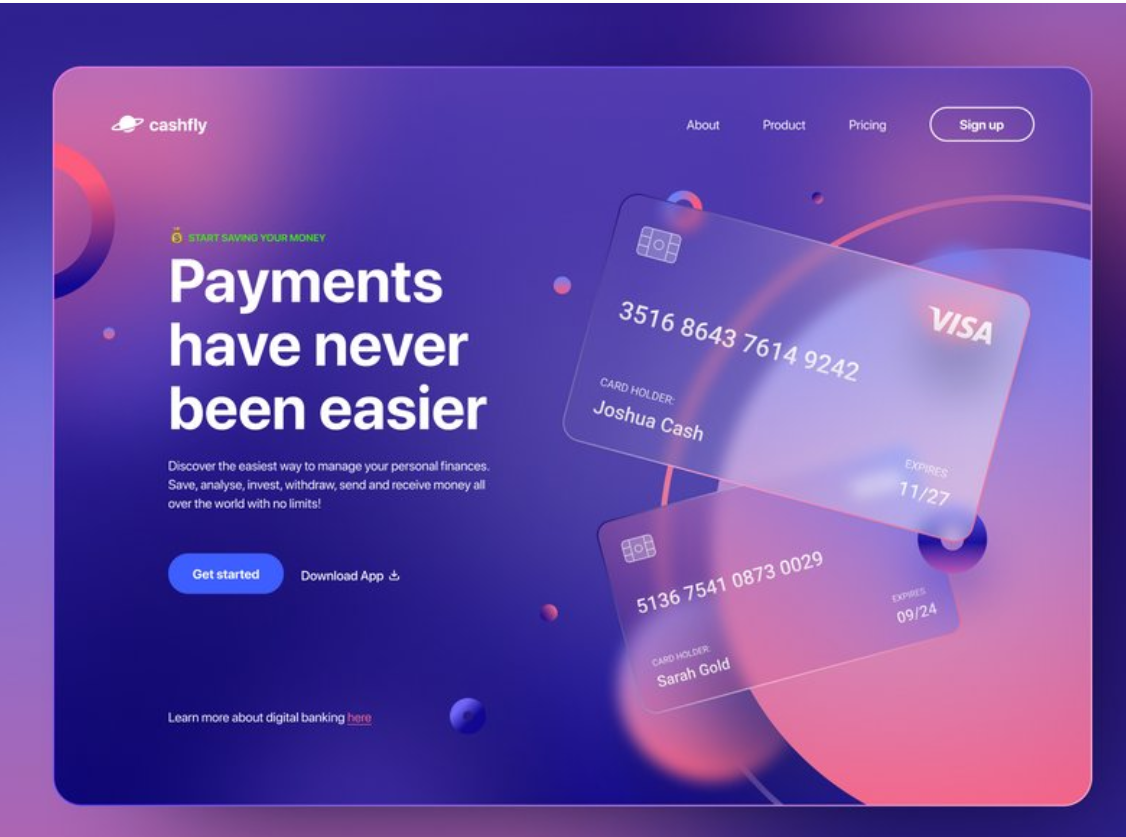 cashfly
About
Product
Pricing
Sign up
START SAVING YOUR MONEY
Payments
have never
been easier
Discover the easiest way to manage your personal finances.
Save, analyse, invest, withdraw, send and receive money all
over the world with no limits!
Get started
Download App
Learn more about digital banking here
VISA
3516 8643 7614 9242
CARD HOLDER:
Joshua Cash
EXPIRES
11/27
5136 7541 0873 0029
EXPIRES
09/24
CARD HOLDER:
Sarah Gold